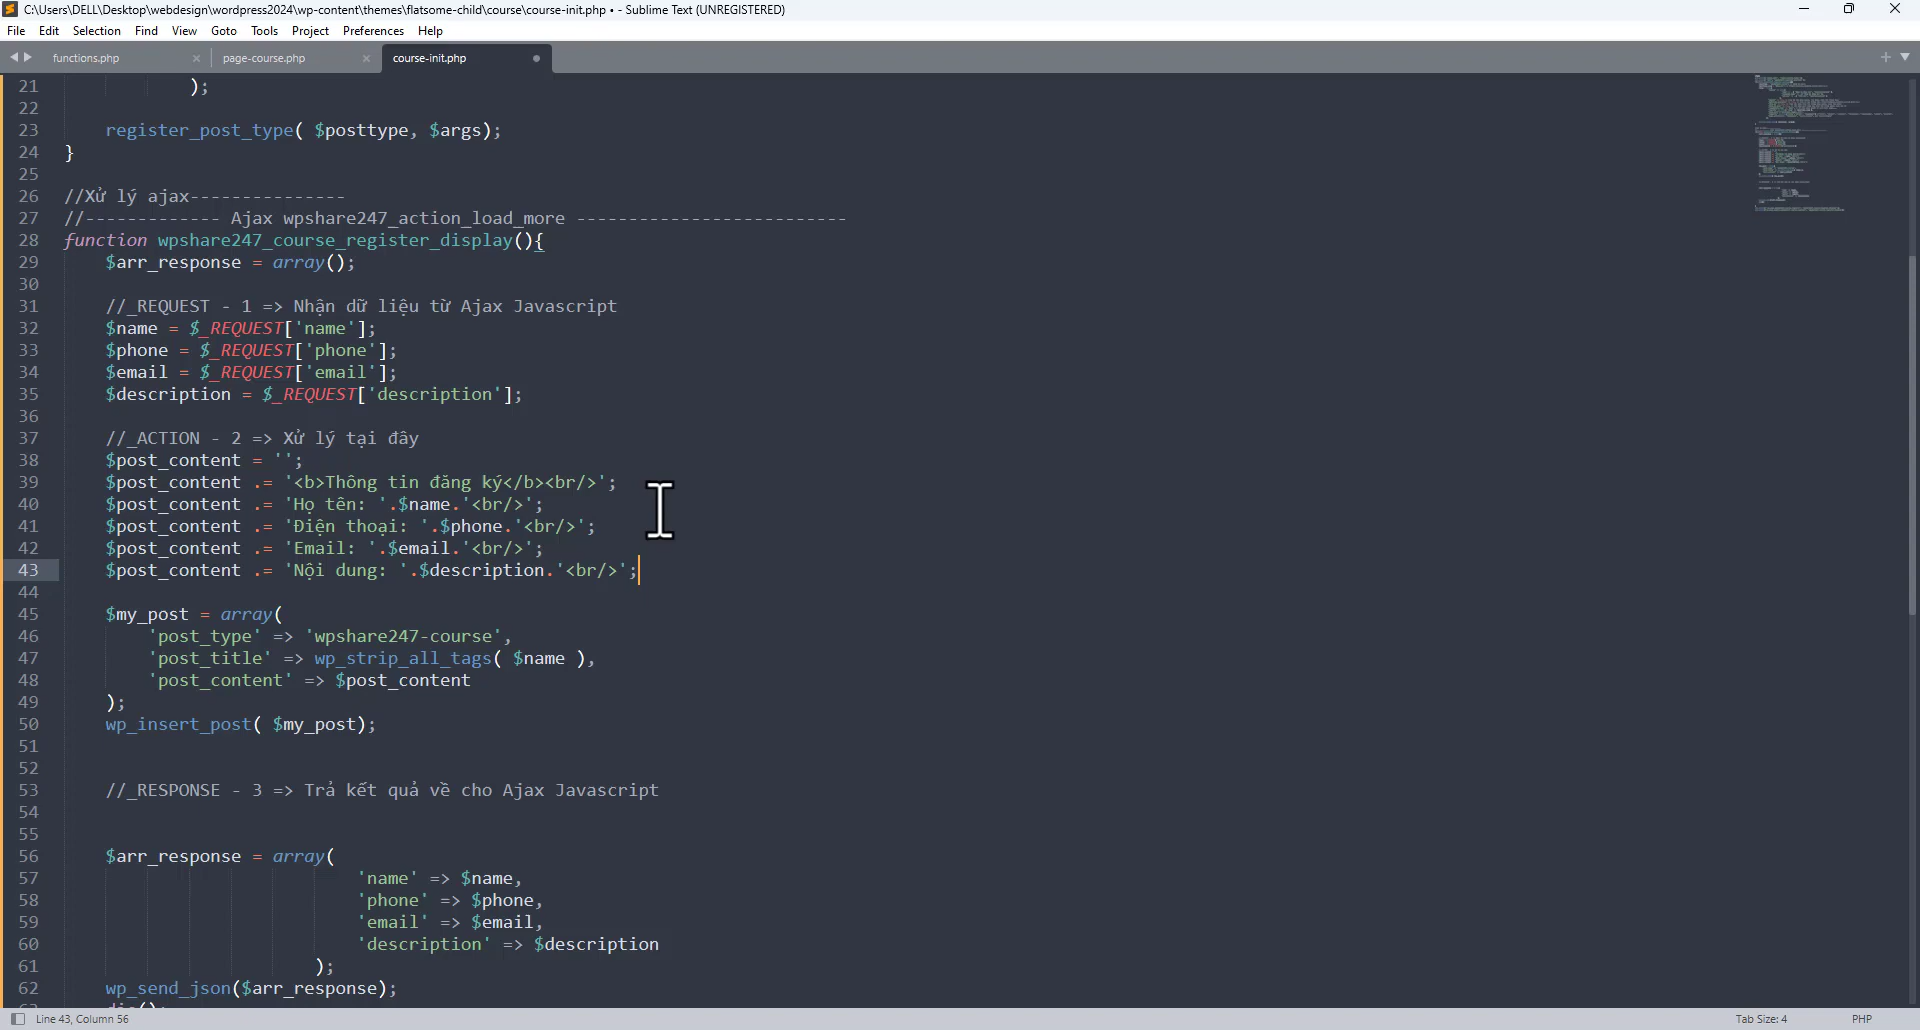 C:\Users\DELL\Desktop\webdesign\wordpress2024\wp-content\themes\flatsome-child\course\course-init.php • - Sublime Text (UNREGISTERED)
File Edit Selection Find View Goto Tools Project Preferences Help
functions.php page-course.php course-init.php
21 );
22
23 register_post_type( $posttype, $args);
24 }
25
26 //Xử lý ajax---------------
27 //------------- Ajax wpshare247_action_load_more --------------------------
28 function wpshare247_course_register_display(){
29 $arr_response = array();
30
31 //_REQUEST - 1 => Nhận dữ liệu từ Ajax Javascript
32 $name = $_REQUEST['name'];
33 $phone = $_REQUEST['phone'];
34 $email = $_REQUEST['email'];
35 $description = $_REQUEST['description'];
36
37 //_ACTION - 2 => Xử lý tại đây
38 $post_content = '';
39 $post_content .= '<b>Thông tin đăng ký</b><br/>';
40 $post_content .= 'Họ tên: '.$name.'<br/>';
41 $post_content .= 'Điện thoại: '.$phone.'<br/>';
42 $post_content .= 'Email: '.$email.'<br/>';
43 $post_content .= 'Nội dung: '.$description.'<br/>';
44
45 $my_post = array(
46 'post_type' => 'wpshare247-course',
47 'post_title' => wp_strip_all_tags( $name ),
48 'post_content' => $post_content
49 );
50 wp_insert_post( $my_post);
51
52
53 //_RESPONSE - 3 => Trả kết quả về cho Ajax Javascript
54
55
56 $arr_response = array(
57 'name' => $name,
58 'phone' => $phone,
59 'email' => $email,
60 'description' => $description
61 );
62 wp_send_json($arr_response);
Line 43, Column 56 Tab Size: 4 PHP